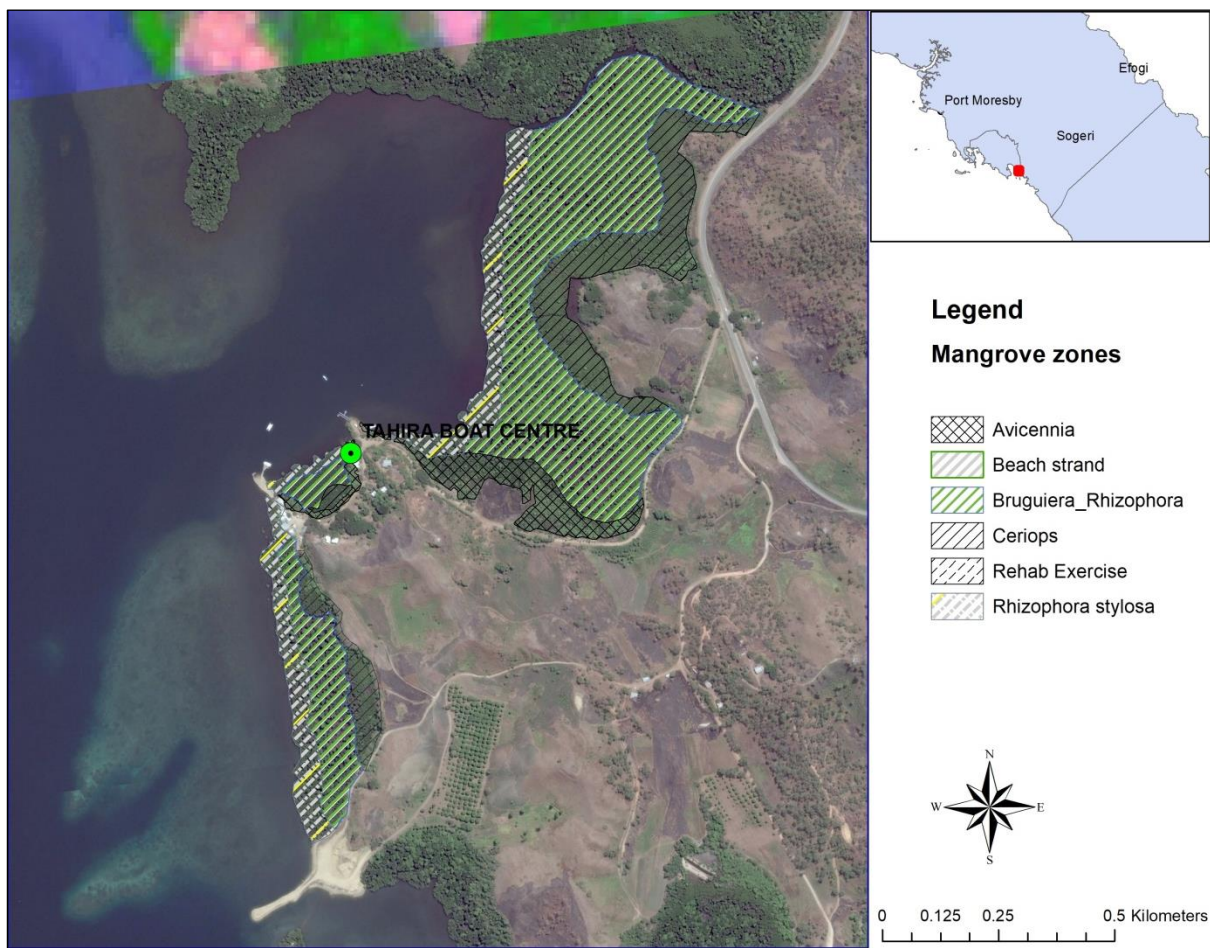 TAHIRA BOAT CENTRE
Efogi
Port Moresby
Sogeri
Legend
Mangrove zones
Avicennia
Beach strand
Bruguiera_Rhizophora
Ceriops
Rehab Exercise
Rhizophora stylosa
N
W E
S
0 0.125 0.25 0.5 Kilometers